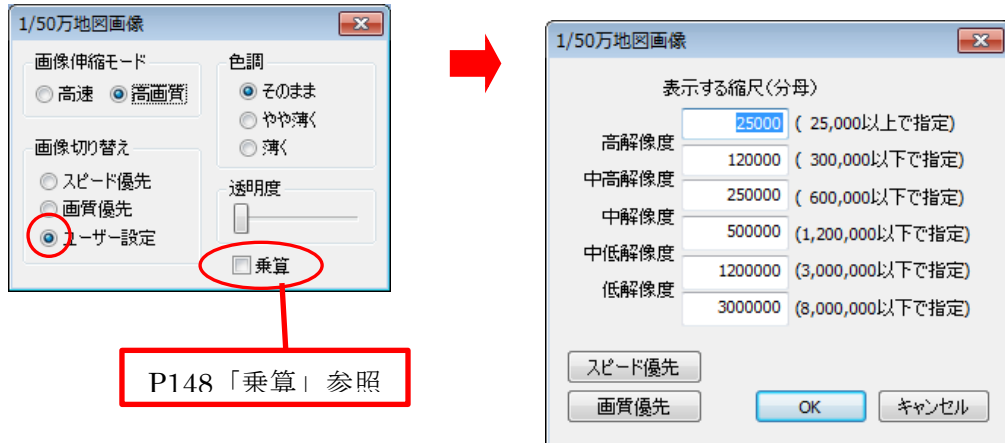 1/50万地図画像
画像伸縮モード
高速 高画質
画像切り替え
スピード優先
画質優先
ユーザー設定
色調
そのまま
やや薄く
薄く
透明度
乗算
P148「乗算」参照
1/50万地図画像
表示する縮尺(分母)
25000 ( 25,000以上で指定)
高解像度
120000 ( 300,000以下で指定)
中高解像度
250000 ( 600,000以下で指定)
中解像度
500000 (1,200,000以下で指定)
中低解像度
1200000 (3,000,000以下で指定)
低解像度
3000000 (8,000,000以下で指定)
スピード優先
画質優先 OK キャンセル